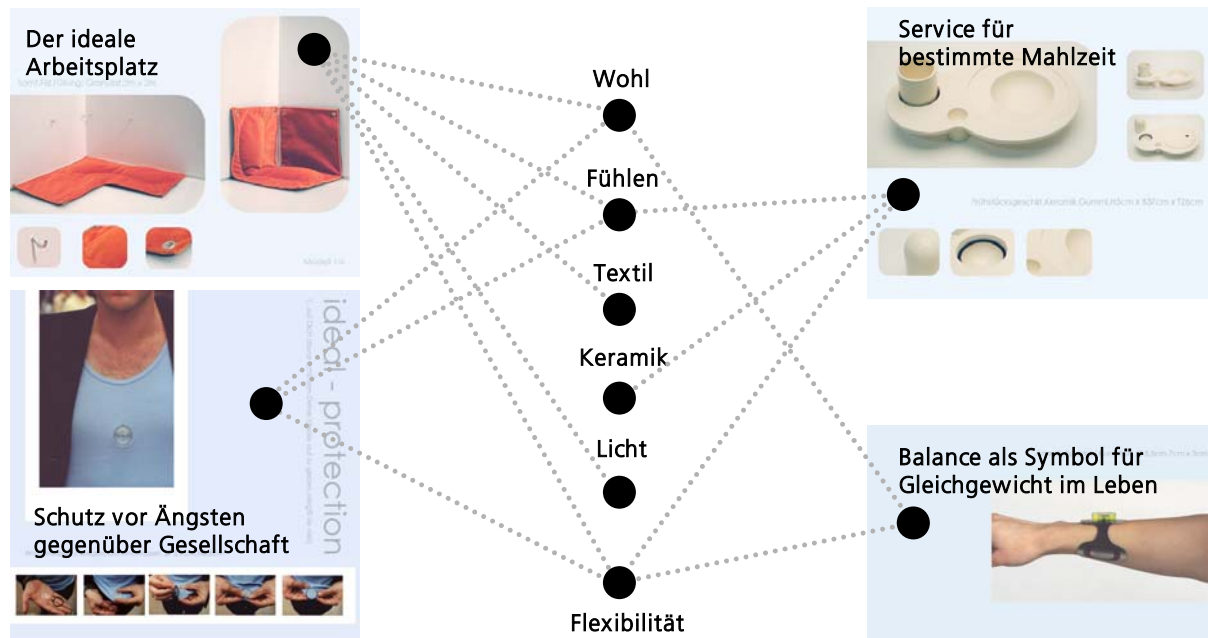 Der ideale
Arbeitsplatz
Service für
bestimmte Mahlzeit
Wohl
Fühlen
Textil
Keramik
Licht
Flexibilität
ideal - protection
Schutz vor Ängsten
gegenüber Gesellschaft
Balance als Symbol für
Gleichgewicht im Leben